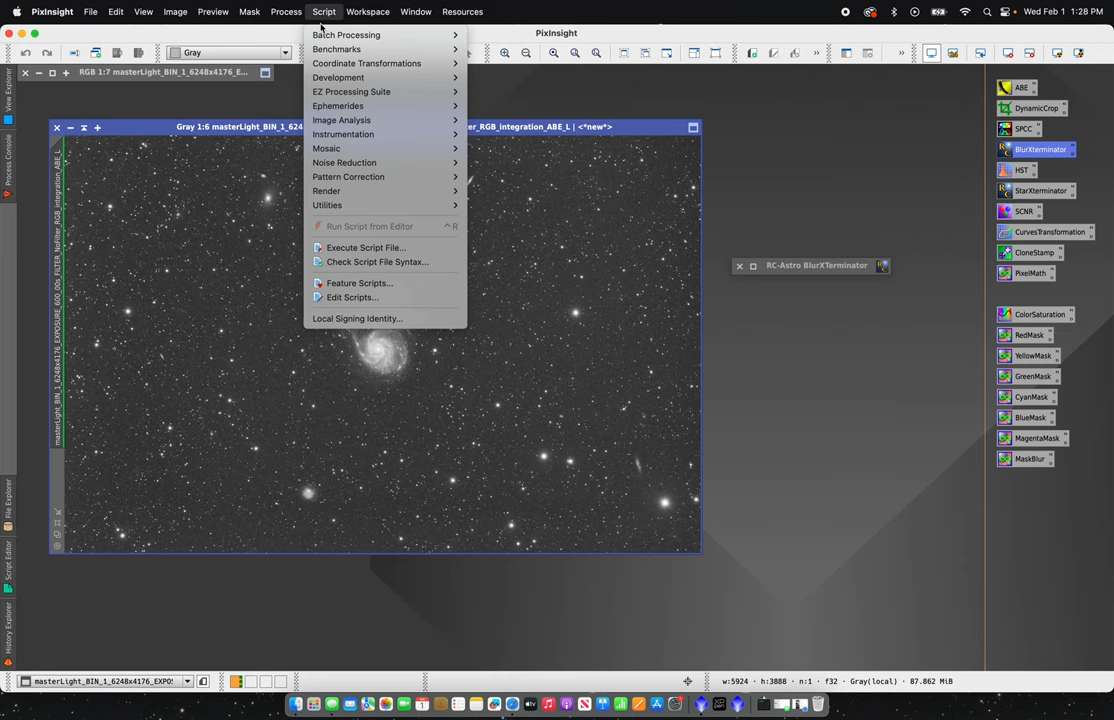 PixInsight File Edit View Image Preview Mask Process Script Workspace Window Resources Wed Feb 1 1:28 PM
PixInsight
Gray
RGB 1:7 masterLight_BIN_1_6248x4176_E...
Gray 1:6 masterLight_BIN_1_624
er_RGB_integration_ABE_L | <*new*>
masterLight_BIN_1_6248x4176_EXPOSURE_600_00s_FILTER_NoFilter_RGB_integration_ABE_L
View Explorer
Process Console
File Explorer
Script Editor
History Explorer
Batch Processing
Benchmarks
Coordinate Transformations
Development
EZ Processing Suite
Ephemerides
Image Analysis
Instrumentation
Mosaic
Noise Reduction
Pattern Correction
Render
Utilities
Run Script from Editor ^ R
Execute Script File...
Check Script File Syntax...
Feature Scripts...
Edit Scripts...
Local Signing Identity...
RC-Astro BlurXTerminator
ABE
DynamicCrop
SPCC
BlurXterminator
HST
StarXterminator
SCNR
CurvesTransformation
CloneStamp
PixelMath
ColorSaturation
RedMask
YellowMask
GreenMask
CyanMask
BlueMask
MagentaMask
MaskBlur
masterLight_BIN_1_6248x4176_EXPO!
w:5924 · h:3888 · n:1 · f32 · Gray(local) · 87.862 MiB